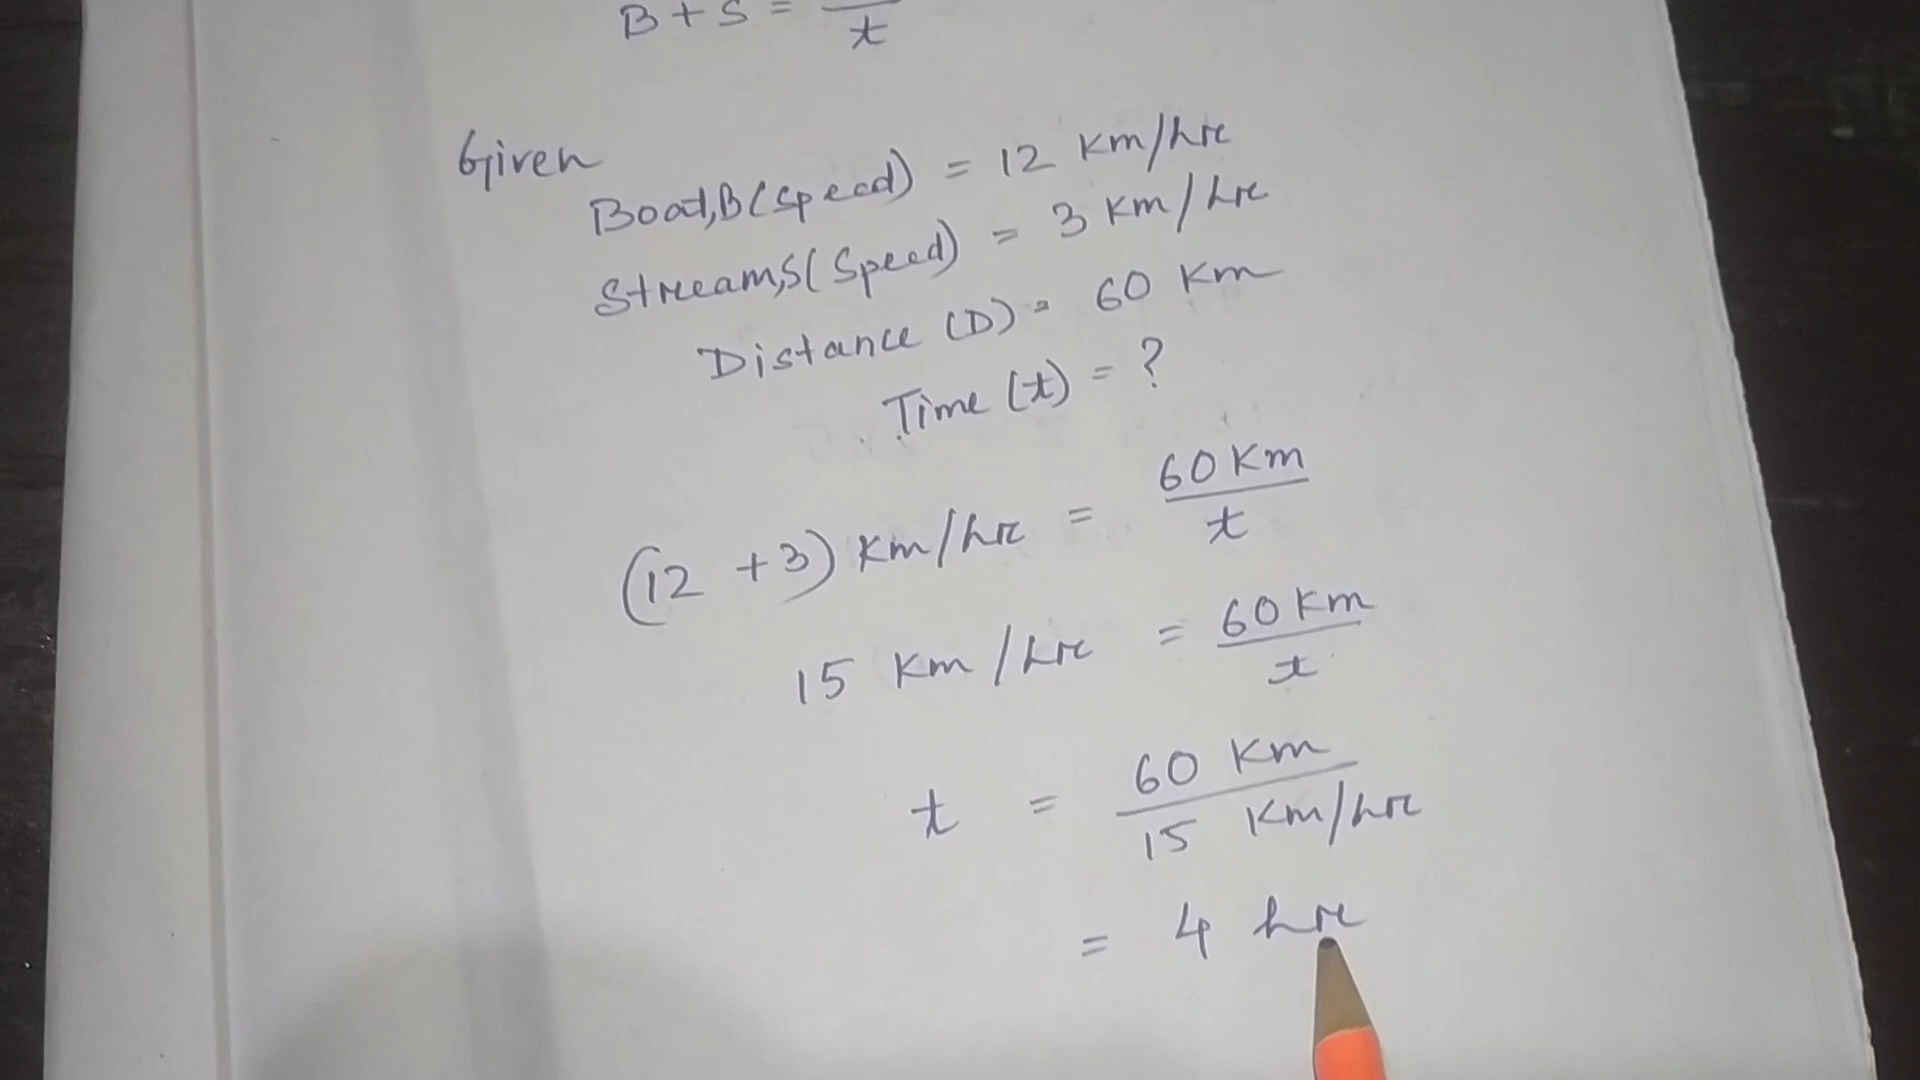 B + S = 
t
Given
Boat,B(Speed) = 12 Km/hr
Stream,S(Speed) = 3 Km/hr
Distance (D) = 60 Km
Time (t) = ?
(12 + 3) Km/hr = 60 Km / t
15 Km/hr = 60 Km / t
t = 60 Km / 15 Km/hr
= 4 hr